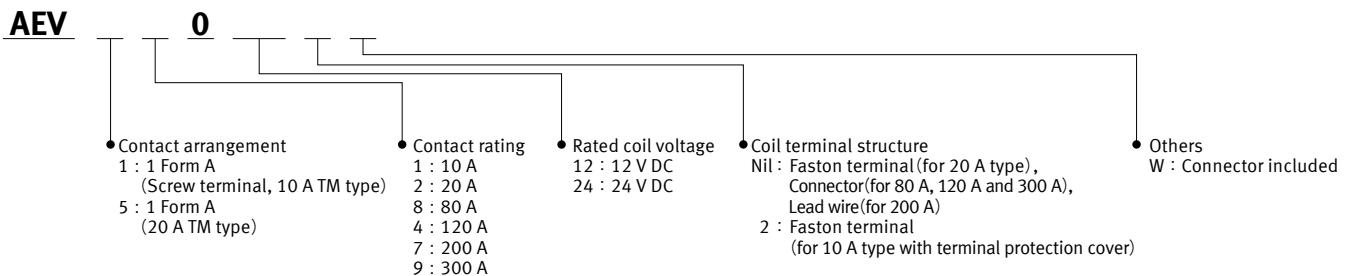 AEV 0
Contact arrangement
1 : 1 Form A
(Screw terminal, 10 A TM type)
5 : 1 Form A
(20 A TM type)
Contact rating
1 : 10 A
2 : 20 A
8 : 80 A
4 : 120 A
7 : 200 A
9 : 300 A
Rated coil voltage
12 : 12 V DC
24 : 24 V DC
Coil terminal structure
Nil : Faston terminal (for 20 A type),
Connector (for 80 A, 120 A and 300 A),
Lead wire (for 200 A)
2 : Faston terminal
(for 10 A type with terminal protection cover)
Others
W : Connector included